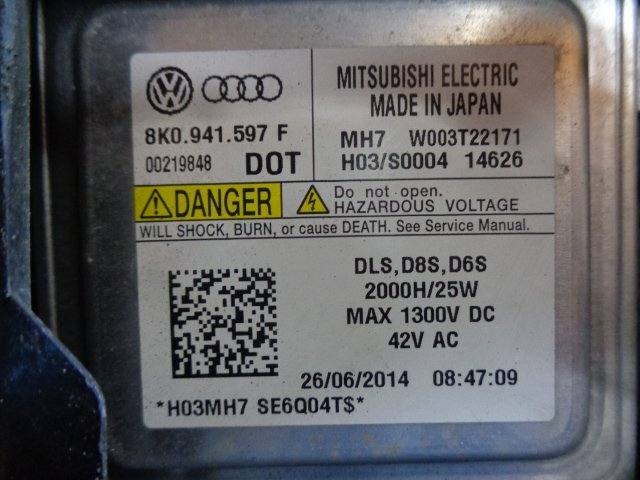 MITSUBISHI ELECTRIC
MADE IN JAPAN
8K0.941.597 F
00219848 DOT
MH7 W003T22171
H03/S0004 14626
DANGER
Do not open.
HAZARDOUS VOLTAGE
WILL SHOCK, BURN, or cause DEATH. See Service Manual.
DLS,D8S,D6S
2000H/25W
MAX 1300V DC
42V AC
26/06/2014 08:47:09
*H03MH7 SE6Q04T$*